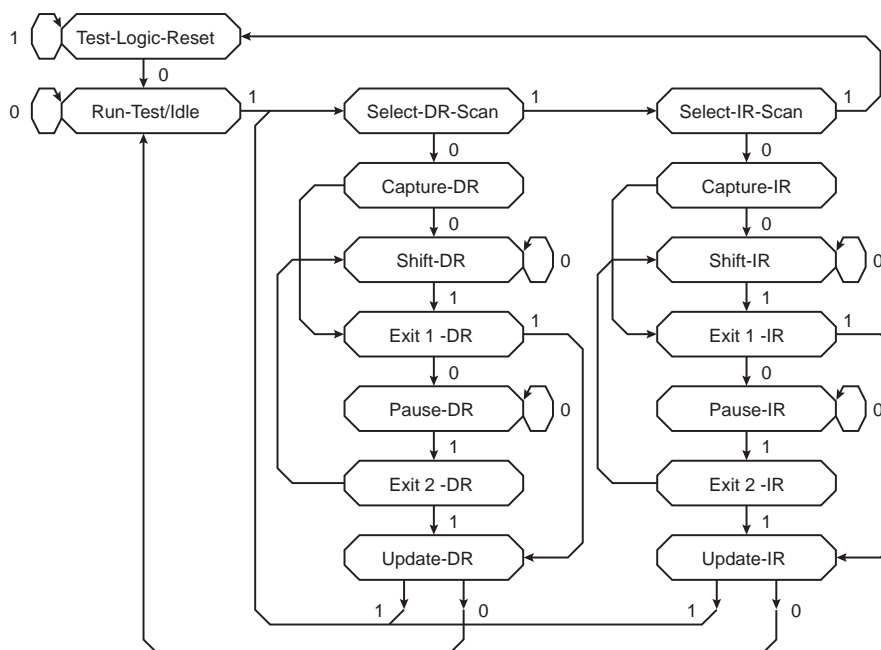 1
Test-Logic-Reset
0
0
Run-Test/Idle
1
Select-DR-Scan
1
Select-IR-Scan
1
0
0
Capture-DR
Capture-IR
0
0
Shift-DR
0
Shift-IR
0
1
1
Exit 1 -DR
1
Exit 1 -IR
1
0
0
Pause-DR
0
Pause-IR
0
1
1
Exit 2 -DR
Exit 2 -IR
1
1
Update-DR
Update-IR
1
0
1
0